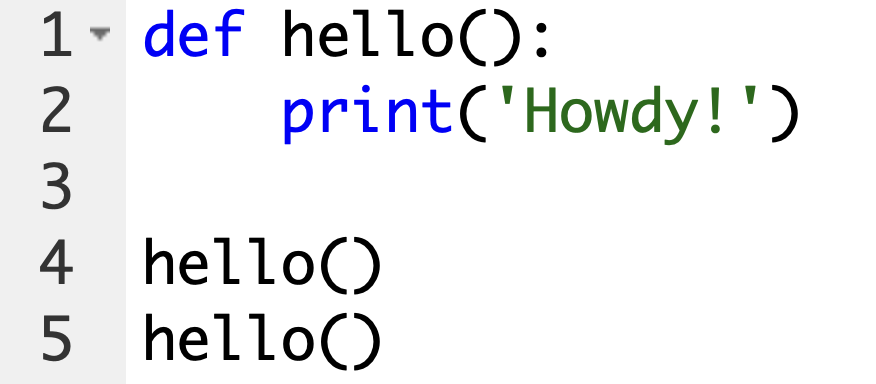 1 def hello():
2     print('Howdy!')
3
4 hello()
5 hello()